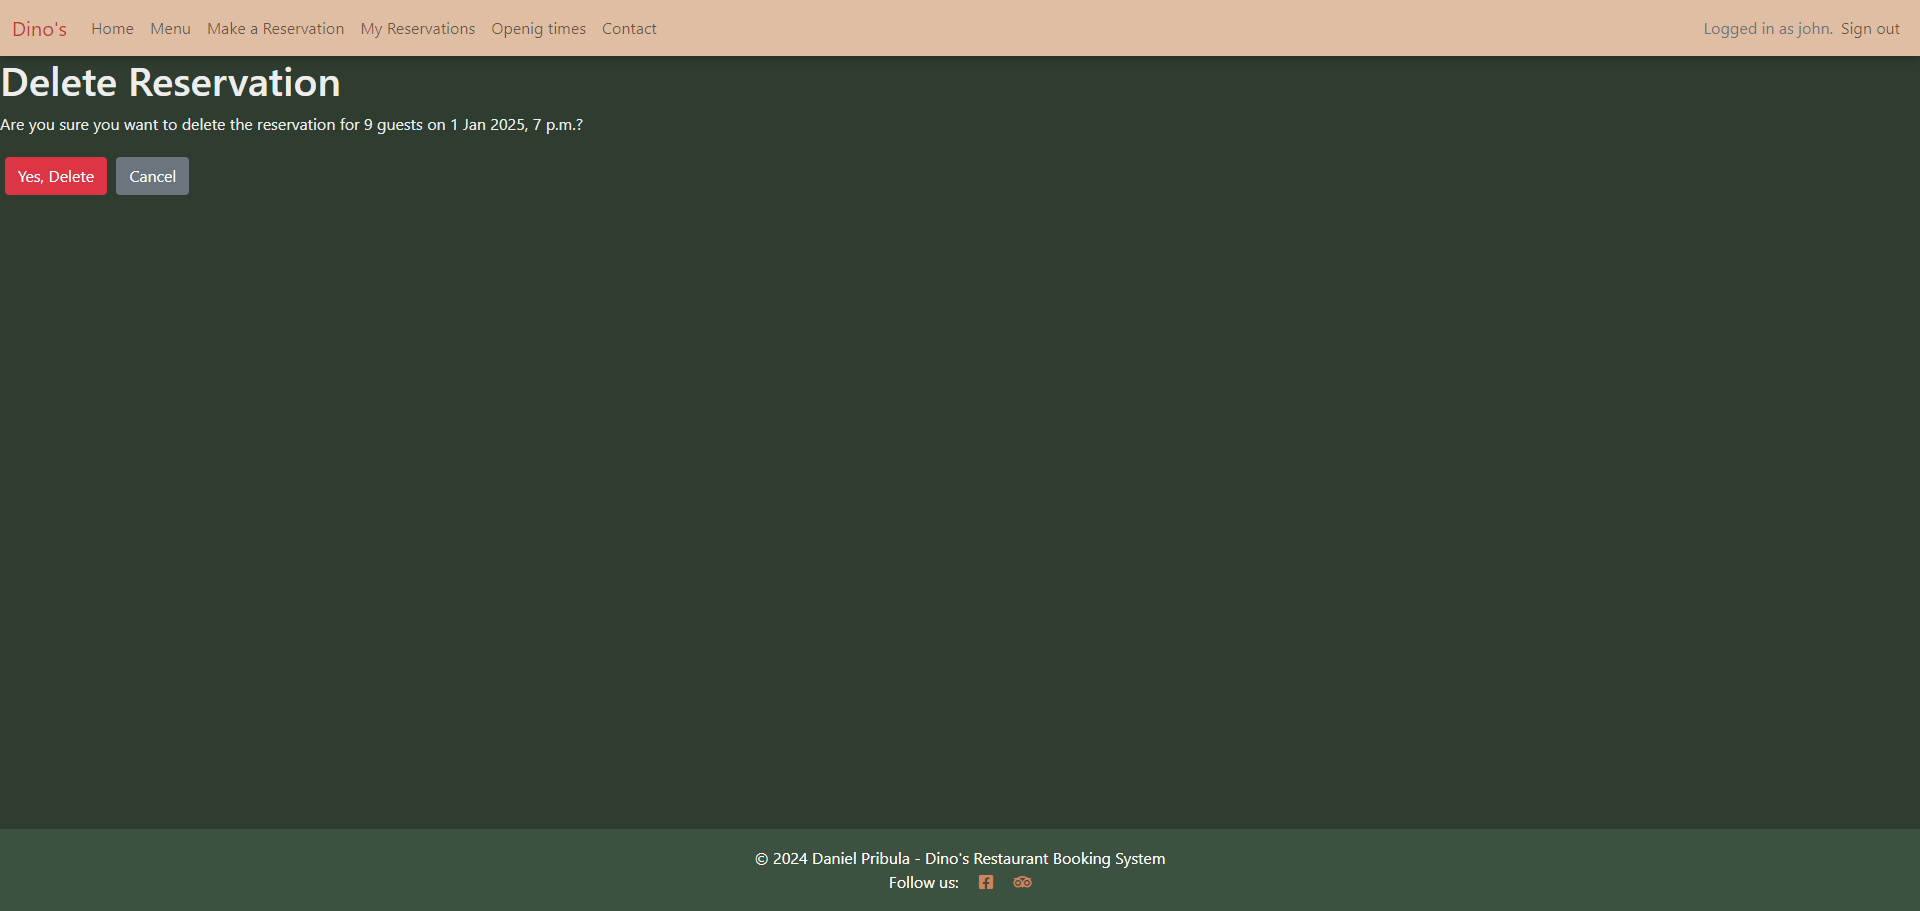 Dino's Home Menu Make a Reservation My Reservations Openig times Contact Logged in as john. Sign out
Delete Reservation
Are you sure you want to delete the reservation for 9 guests on 1 Jan 2025, 7 p.m.?
Yes, Delete Cancel
© 2024 Daniel Pribula - Dino's Restaurant Booking System
Follow us: